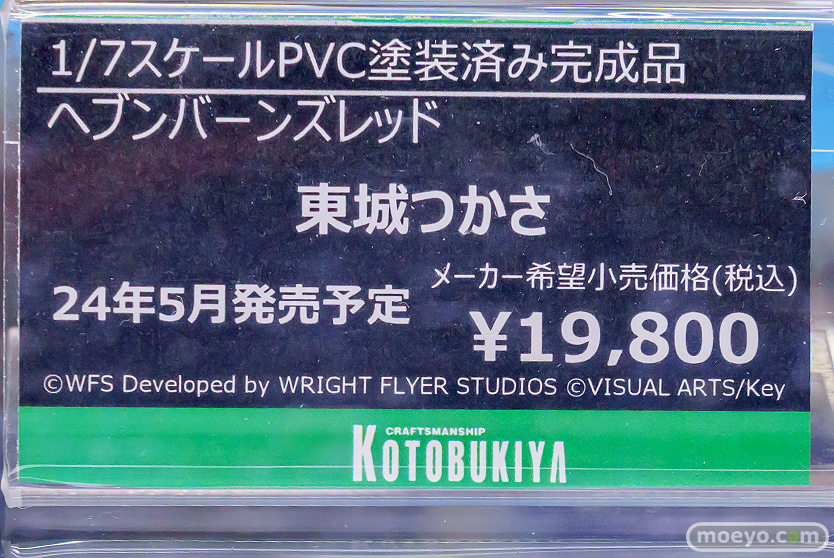 1/7スケールPVC塗装済み完成品
ヘブンバーンズレッド
東城つかさ
24年5月発売予定
メーカー希望小売価格(税込)
¥19,800
©WFS Developed by WRIGHT FLYER STUDIOS ©VISUAL ARTS/Key
CRAFTSMANSHIP
KOTOBUKIYA
moeyo.com